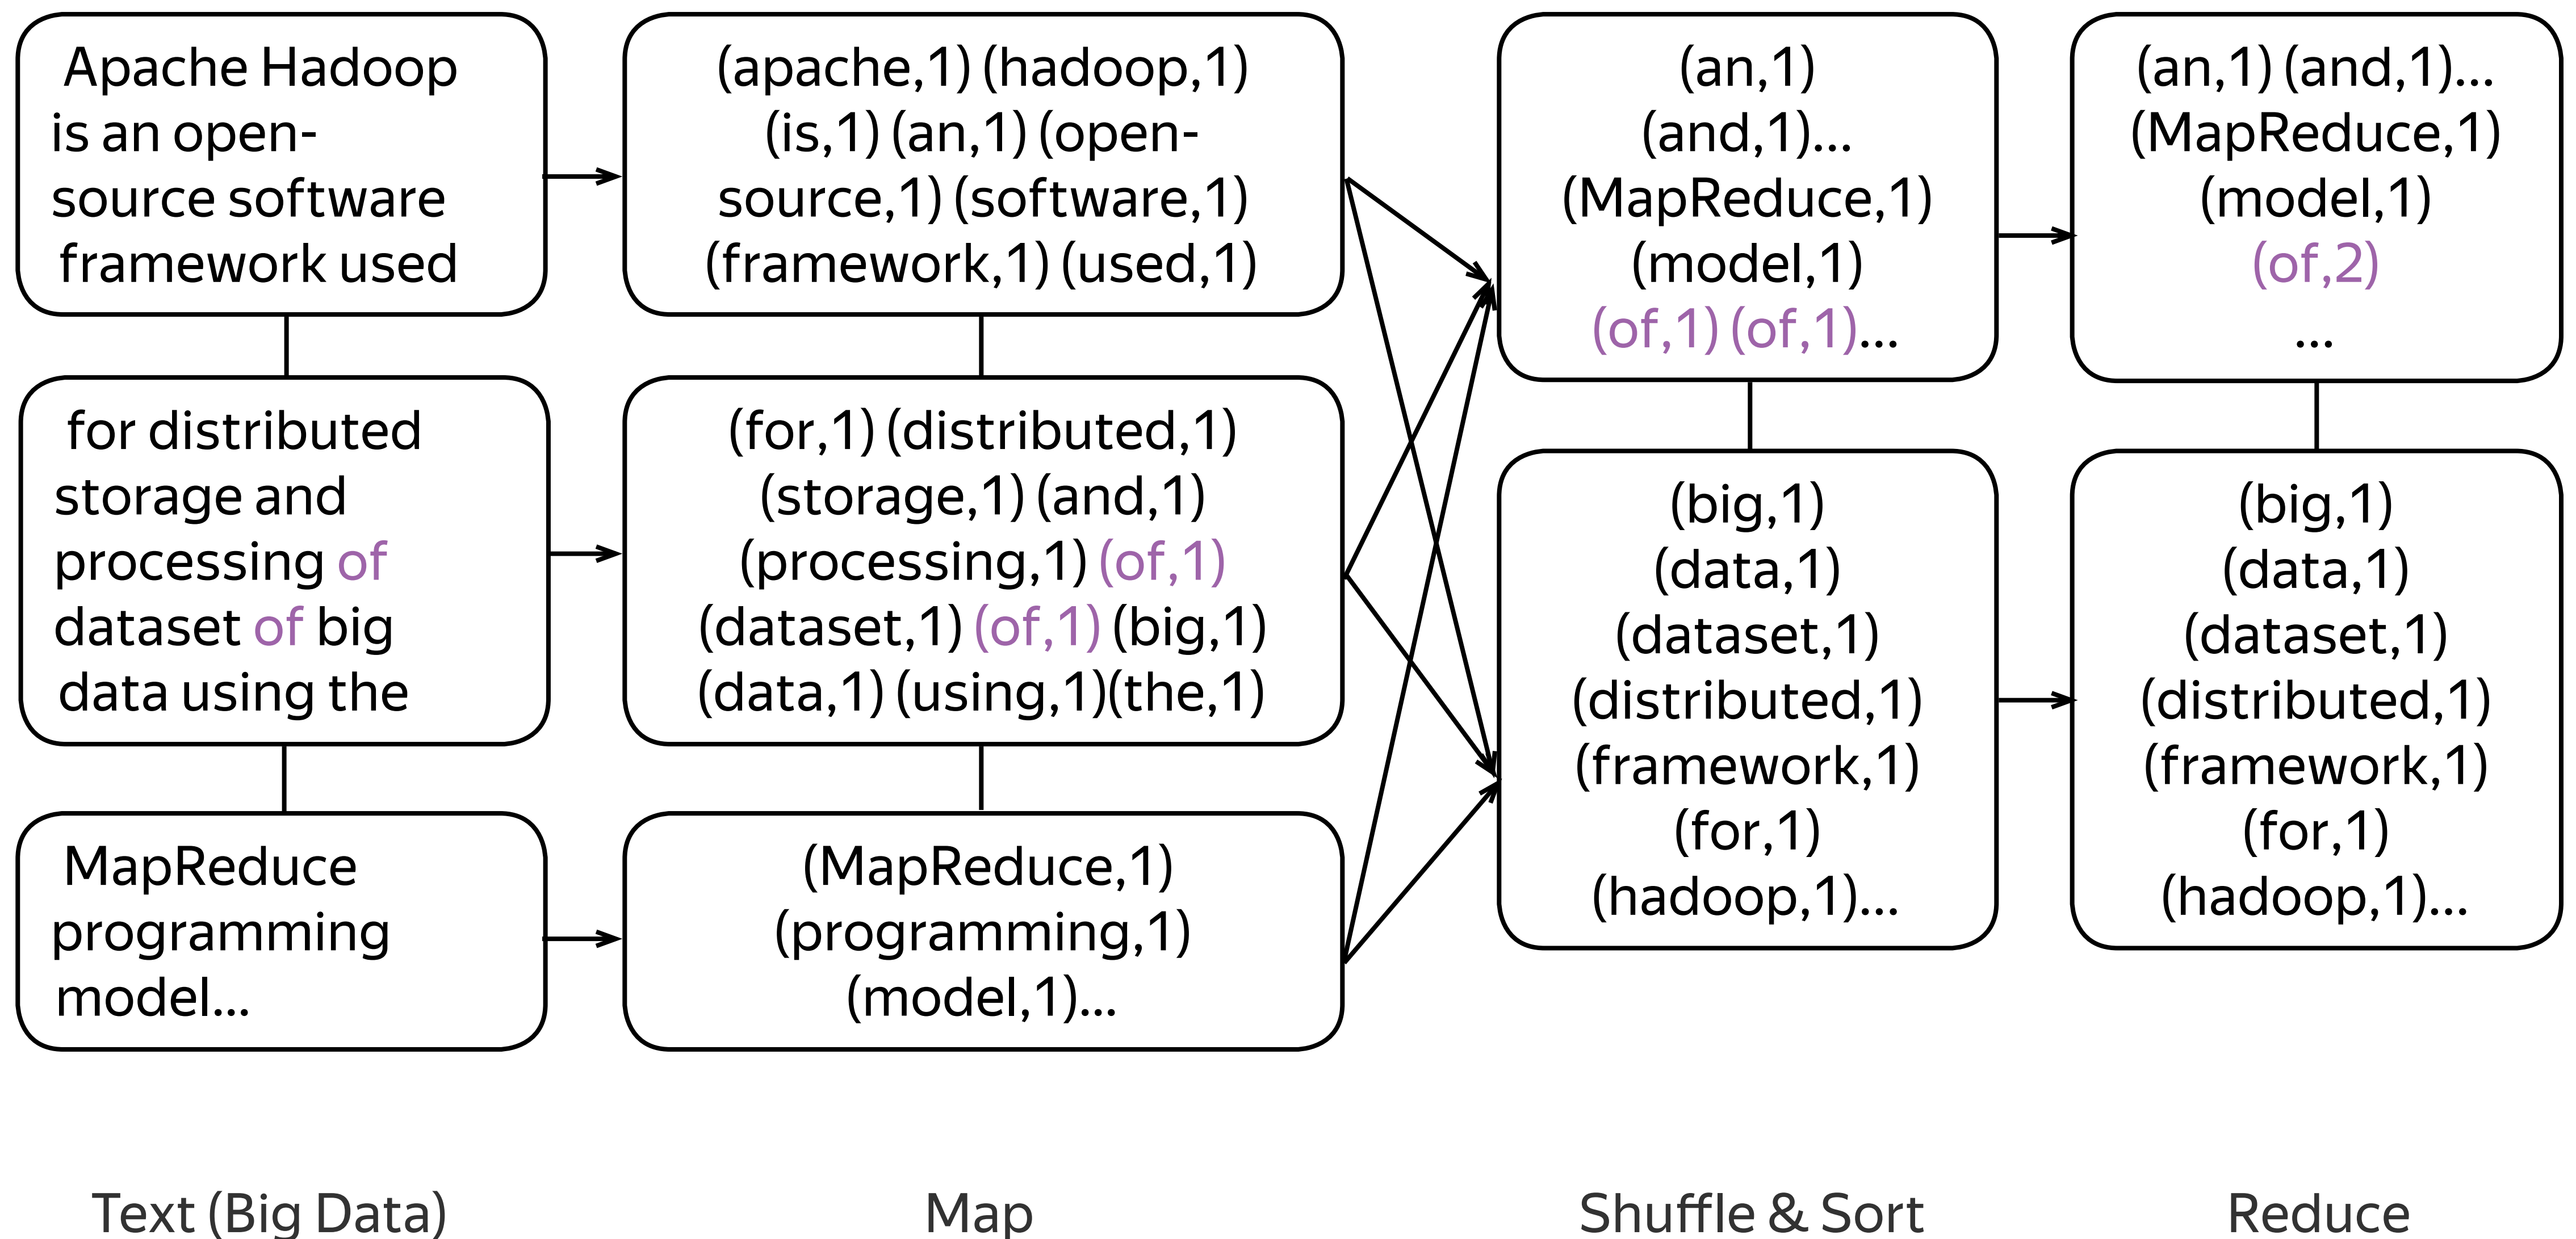 Apache Hadoop
is an open-
source software
framework used
for distributed
storage and
processing of
dataset of big
data using the
MapReduce
programming
model...
Text (Big Data)
(apache,1) (hadoop,1)
(is,1) (an,1) (open-
source,1) (software,1)
(framework,1) (used,1)
(for,1) (distributed,1)
(storage,1) (and,1)
(processing,1) (of,1)
(dataset,1) (of,1) (big,1)
(data,1) (using,1)(the,1)
(MapReduce,1)
(programming,1)
(model,1)...
Map
(an,1)
(and,1)...
(MapReduce,1)
(model,1)
(of,1) (of,1)...
(big,1)
(data,1)
(dataset,1)
(distributed,1)
(framework,1)
(for,1)
(hadoop,1)...
Shuffle & Sort
(an,1) (and,1)...
(MapReduce,1)
(model,1)
(of,2)
...
(big,1)
(data,1)
(dataset,1)
(distributed,1)
(framework,1)
(for,1)
(hadoop,1)...
Reduce